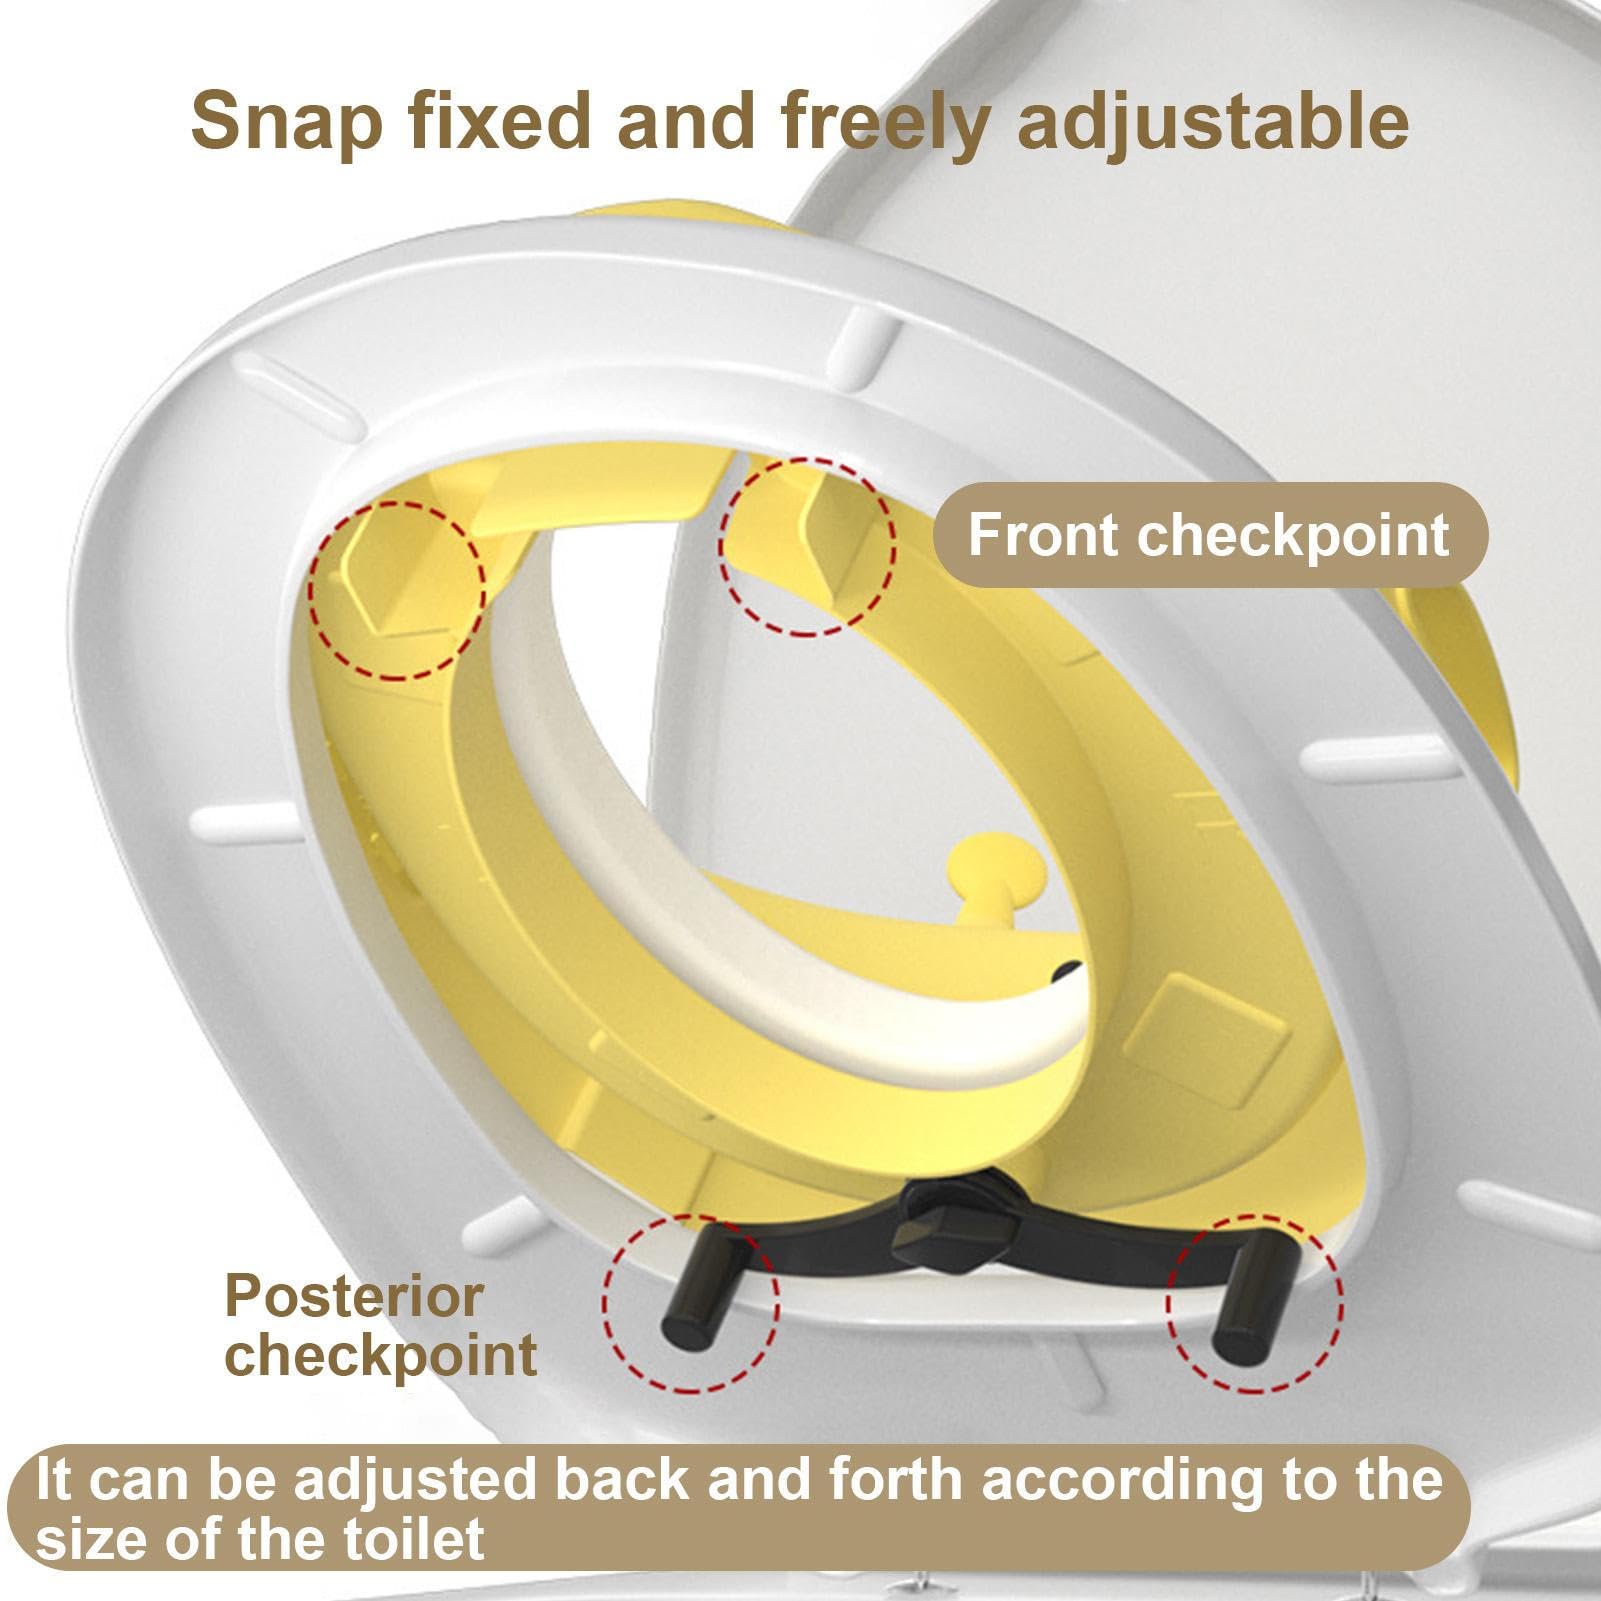 Snap fixed and freely adjustable
Front checkpoint
Posterior
checkpoint
It can be adjusted back and forth according to the
size of the toilet